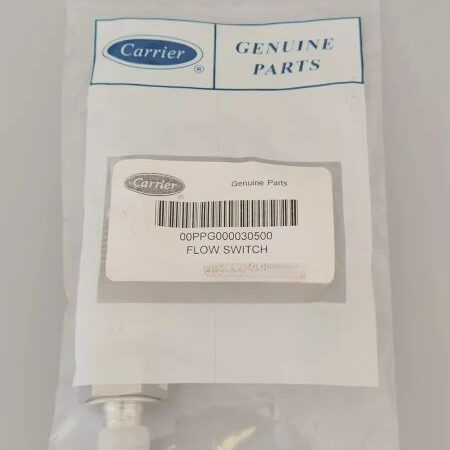 Carrier ®
GENUINE
PARTS
Carrier
Genuine Parts
00PPG000030500
FLOW SWITCH